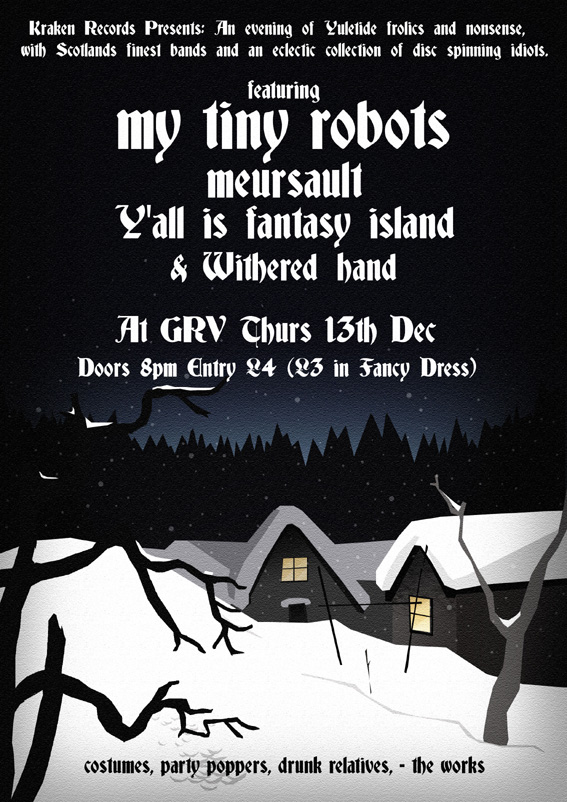 Kraken Records Presents: An evening of Yuletide frolics and nonsense,
with Scotlands finest bands and an eclectic collection of disc spinning idiots.
featuring
my tiny robots
meursault
Y'all is fantasy island
& Withered hand
At GRV Thurs 13th Dec
Doors 8pm Entry £4 (£3 in Fancy Dress)
costumes, party poppers, drunk relatives, - the works